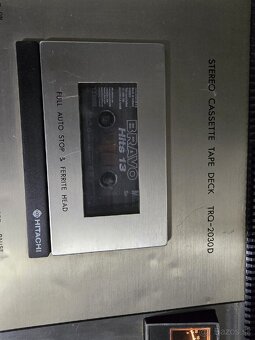 STEREO CASSETTE TAPE DECK TRQ-2030D
BRAVO
Hits 13
FULL AUTO STOP & FERRITE HEAD
HITACHI